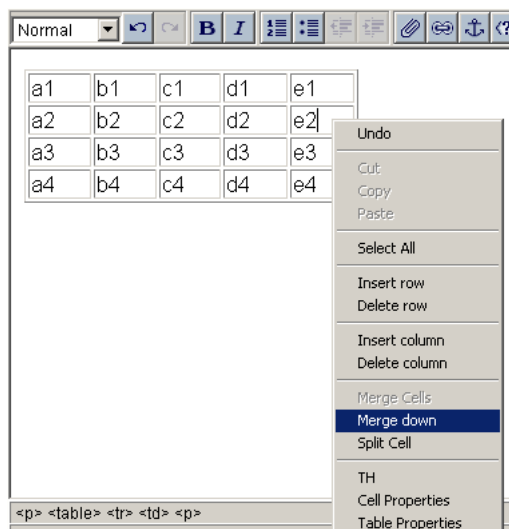 Normal B I
a1 b1 c1 d1 e1
a2 b2 c2 d2 e2
a3 b3 c3 d3 e3
a4 b4 c4 d4 e4
Undo
Cut
Copy
Paste
Select All
Insert row
Delete row
Insert column
Delete column
Merge Cells
Merge down
Split Cell
TH
Cell Properties
Table Properties
<p> <table> <tr> <td> <p>